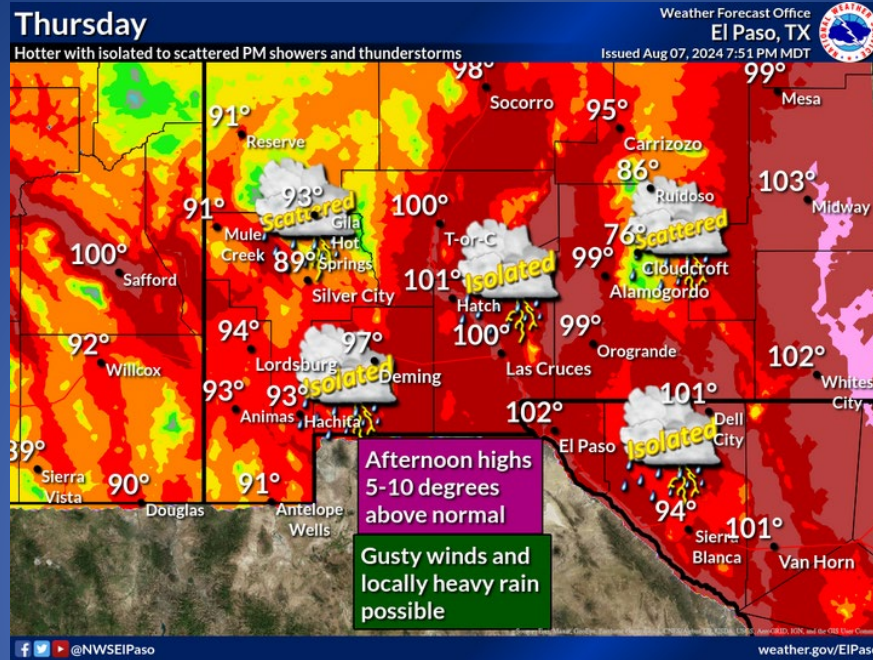 Thursday
Hotter with isolated to scattered PM showers and thunderstorms
Weather Forecast Office
El Paso, TX
Issued Aug 07, 2024 7:51 PM MDT
98°
Socorro
99°
Mesa
91°
Reserve
95°
Carrizozo
86°
Ruidoso
103°
Midway
93°
Scattered
Gila
Hot
Springs
91°
Mule
Creek
100°
T-or-C
76°
Scattered
Cloudcroft
100°
Safford
89°
Silver City
101°
Hatch
Isolated
99°
Alamogordo
92°
Willcox
94°
Lordsburg
97°
Deming
Isolated
100°
Las Cruces
99°
Orogrande
102°
Whites
City
93°
Animas
93°
Hachita
102°
El Paso
101°
Dell
City
Isolated
89°
Sierra
Vista
90°
Douglas
91°
Antelope
Wells
94°
Sierra
Blanca
101°
Van Horn
Afternoon highs
5-10 degrees
above normal
Gusty winds and
locally heavy rain
possible
@NWSElPaso
weather.gov/ElPaso